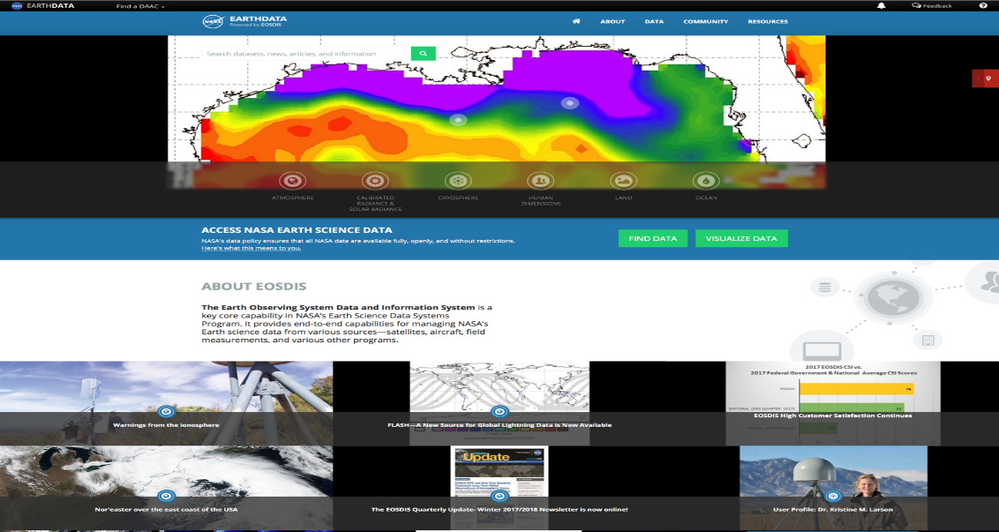 EARTHDATA
Find a DAAC
Feedback
EARTHDATA
Powered by EOSDIS
ABOUT
DATA
COMMUNITY
RESOURCES
Search datasets, news, articles, and information
ATMOSPHERE
CALIBRATED
RADIANCE &
SOLAR RADIANCE
CRYOSPHERE
HUMAN
DIMENSIONS
LAND
OCEAN
ACCESS NASA EARTH SCIENCE DATA
NASA's data policy ensures that all NASA data are available fully, openly, and without restrictions.
Here's what this means to you.
FIND DATA
VISUALIZE DATA
ABOUT EOSDIS
The Earth Observing System Data and Information System is a
key core capability in NASA's Earth Science Data Systems
Program. It provides end-to-end capabilities for managing NASA's
Earth science data from various sources—satellites, aircraft, field
measurements, and various other programs.
2017 EOSDIS CSI vs.
2017 Federal Government & National Average CSI Scores
EOSDIS
78
NATIONAL (3RD QUARTER 2017)
77
Warnings from the ionosphere
FLASH—A New Source for Global Lightning Data is Now Available
EOSDIS High Customer Satisfaction Continues
Update
Nor'easter over the east coast of the USA
The EOSDIS Quarterly Update- Winter 2017/2018 Newsletter is now online!
User Profile: Dr. Kristine M. Larson